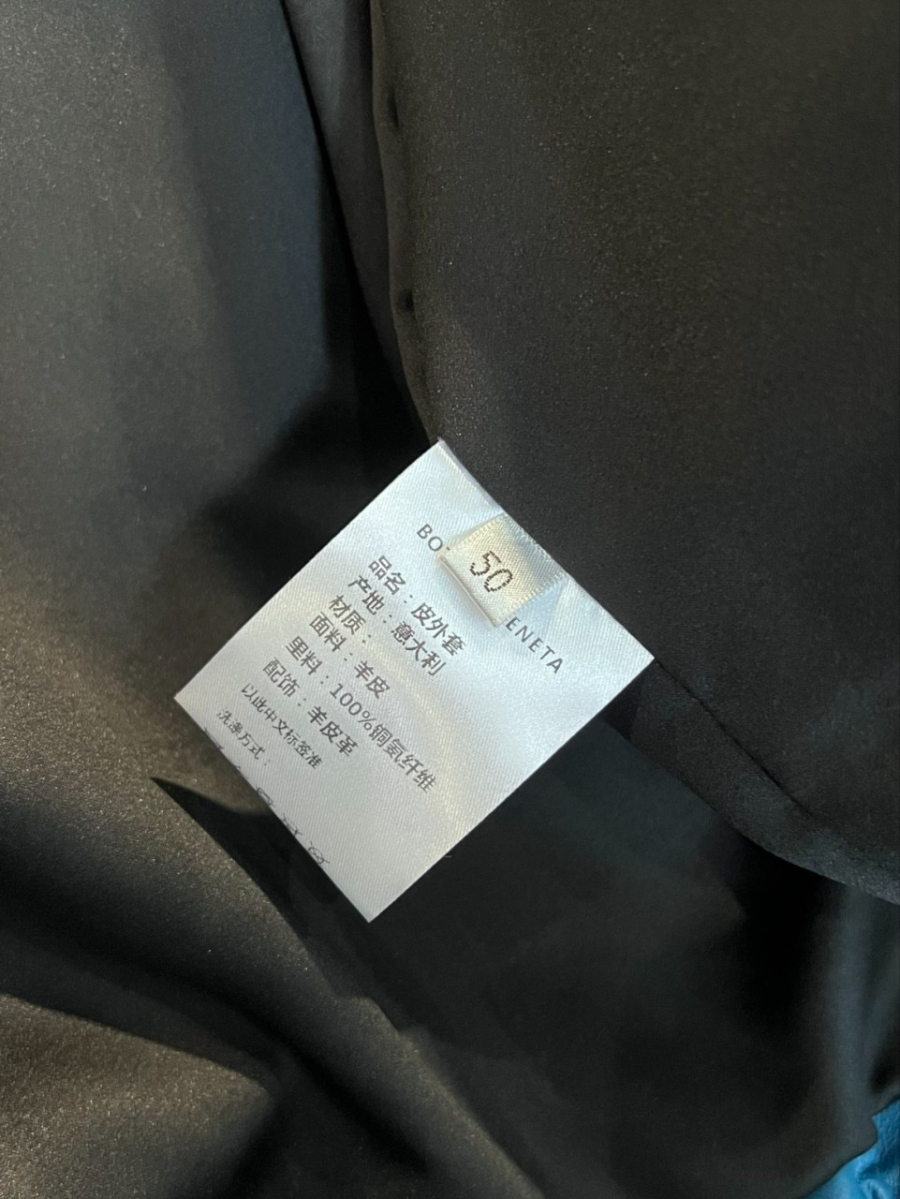 BO
50
ENETA
品名：皮外套
产地：意大利
材质：
面料：羊皮
里料：100%铜氨纤维
配饰：羊皮革
以此中文标签准
洗涤方式：